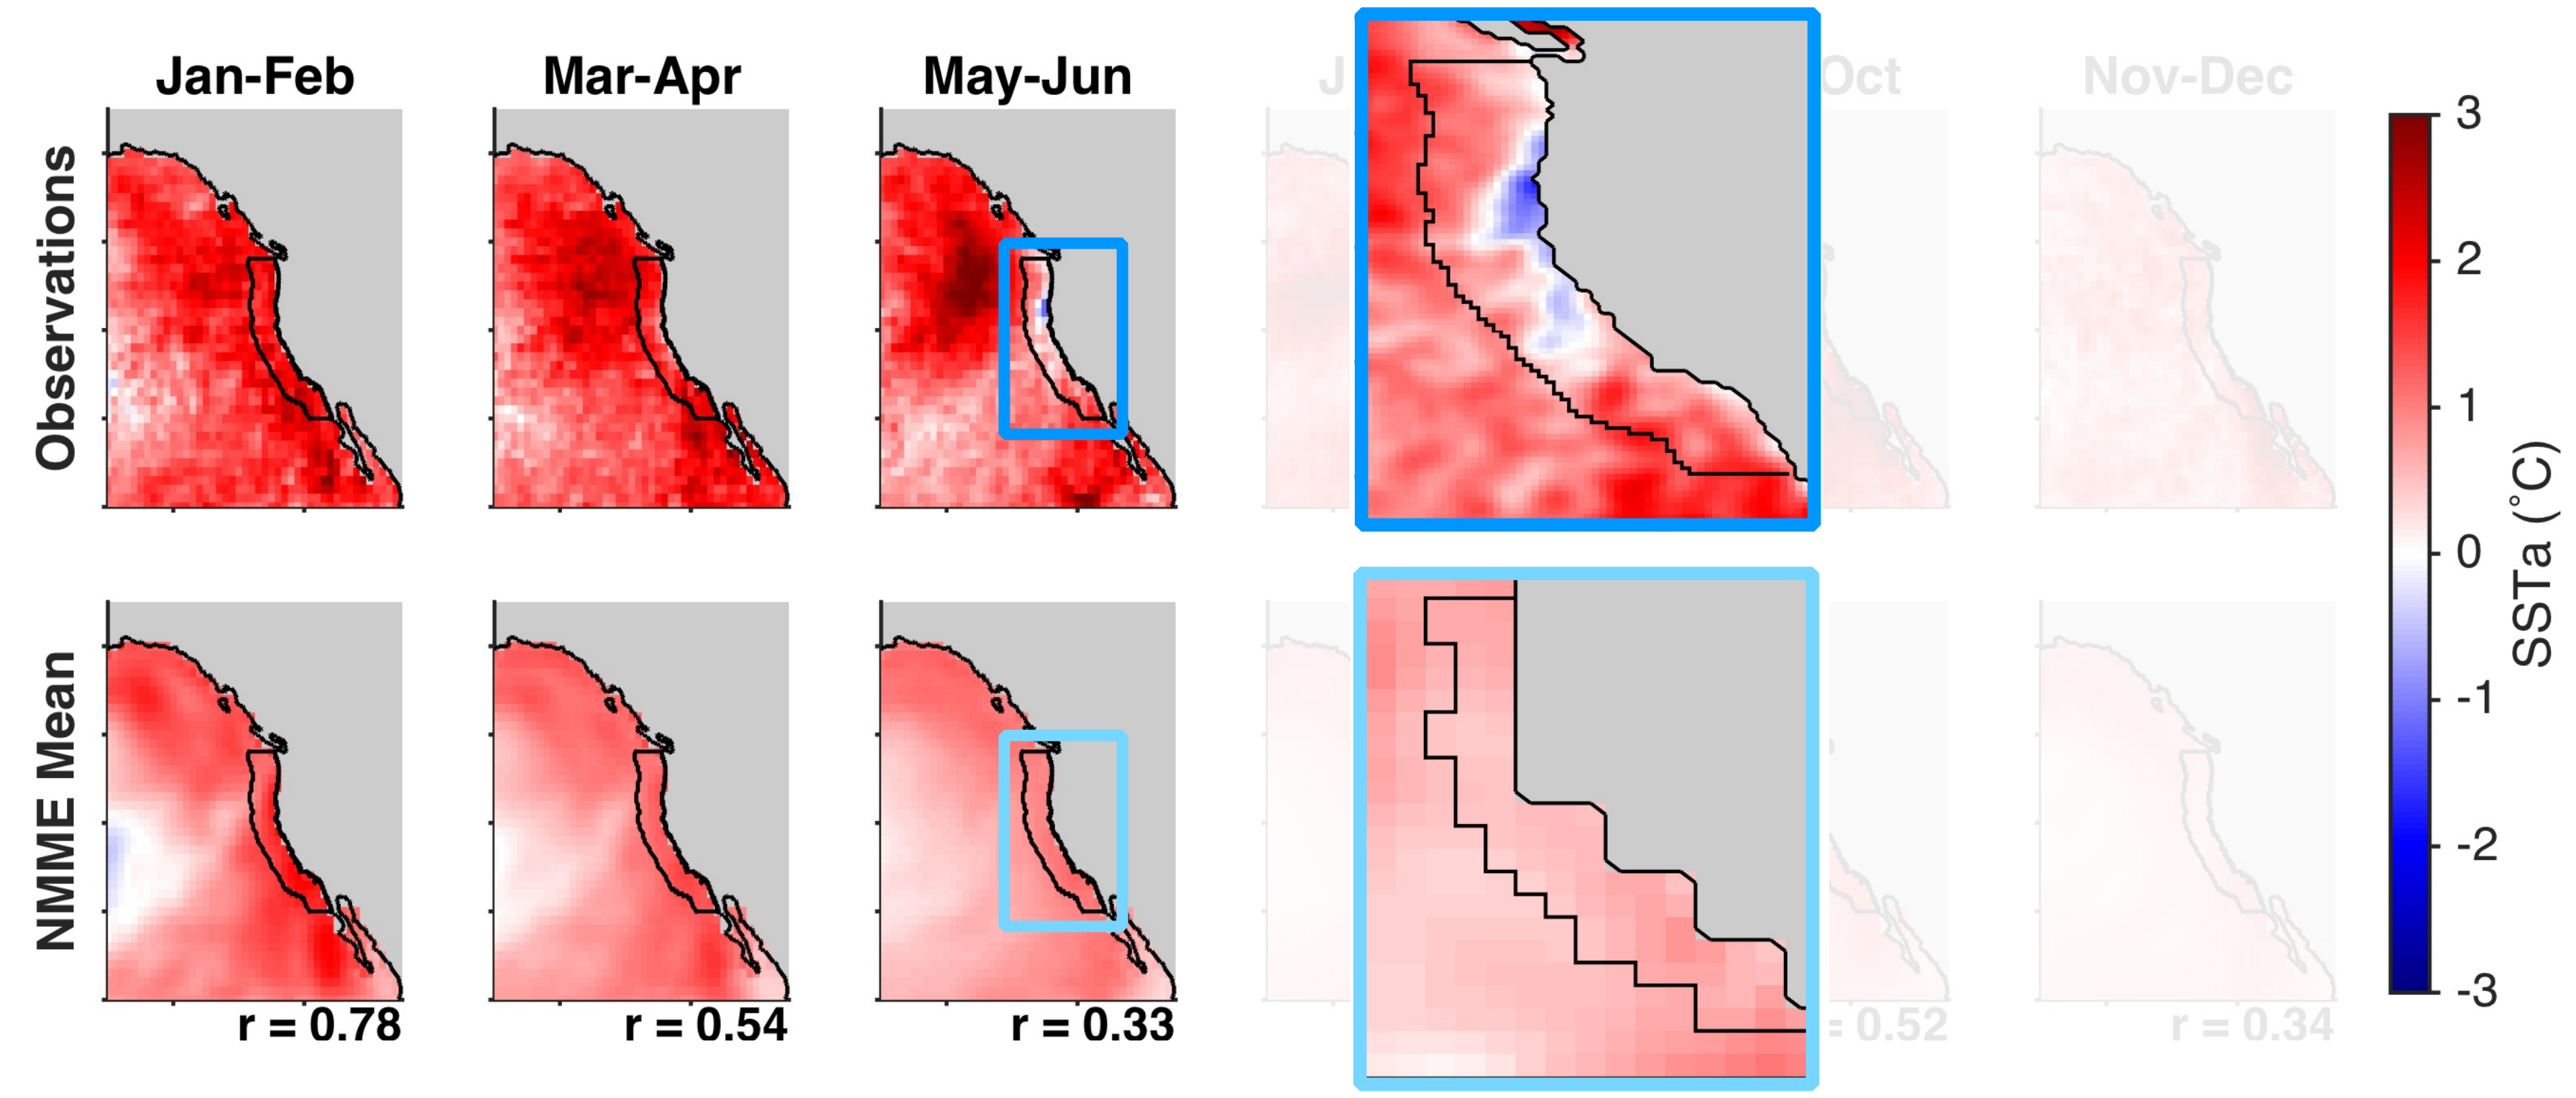 Jan-Feb
Mar-Apr
May-Jun
J
Oct
Nov-Dec
Observations
NMME Mean
r = 0.78
r = 0.54
r = 0.33
= 0.52
r = 0.34
3
2
1
0
-1
-2
-3
SSTa (˚C)